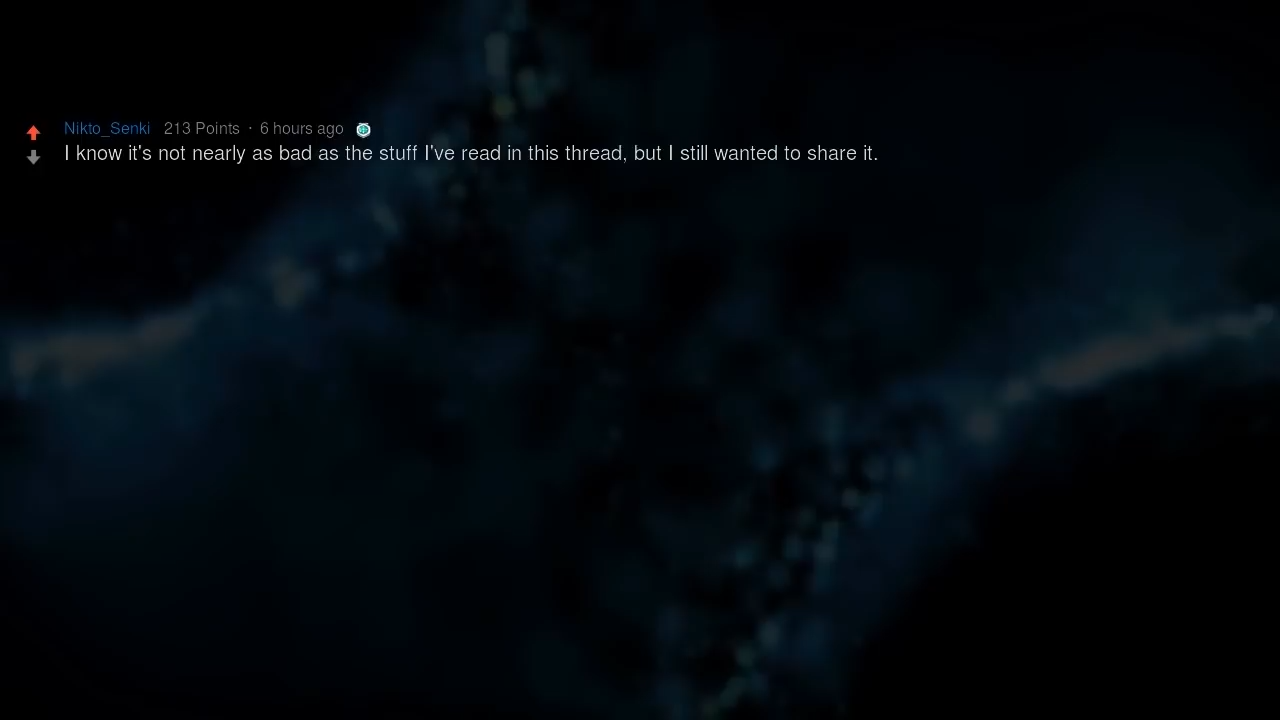 Nikto_Senki 213 Points · 6 hours ago
I know it's not nearly as bad as the stuff I've read in this thread, but I still wanted to share it.